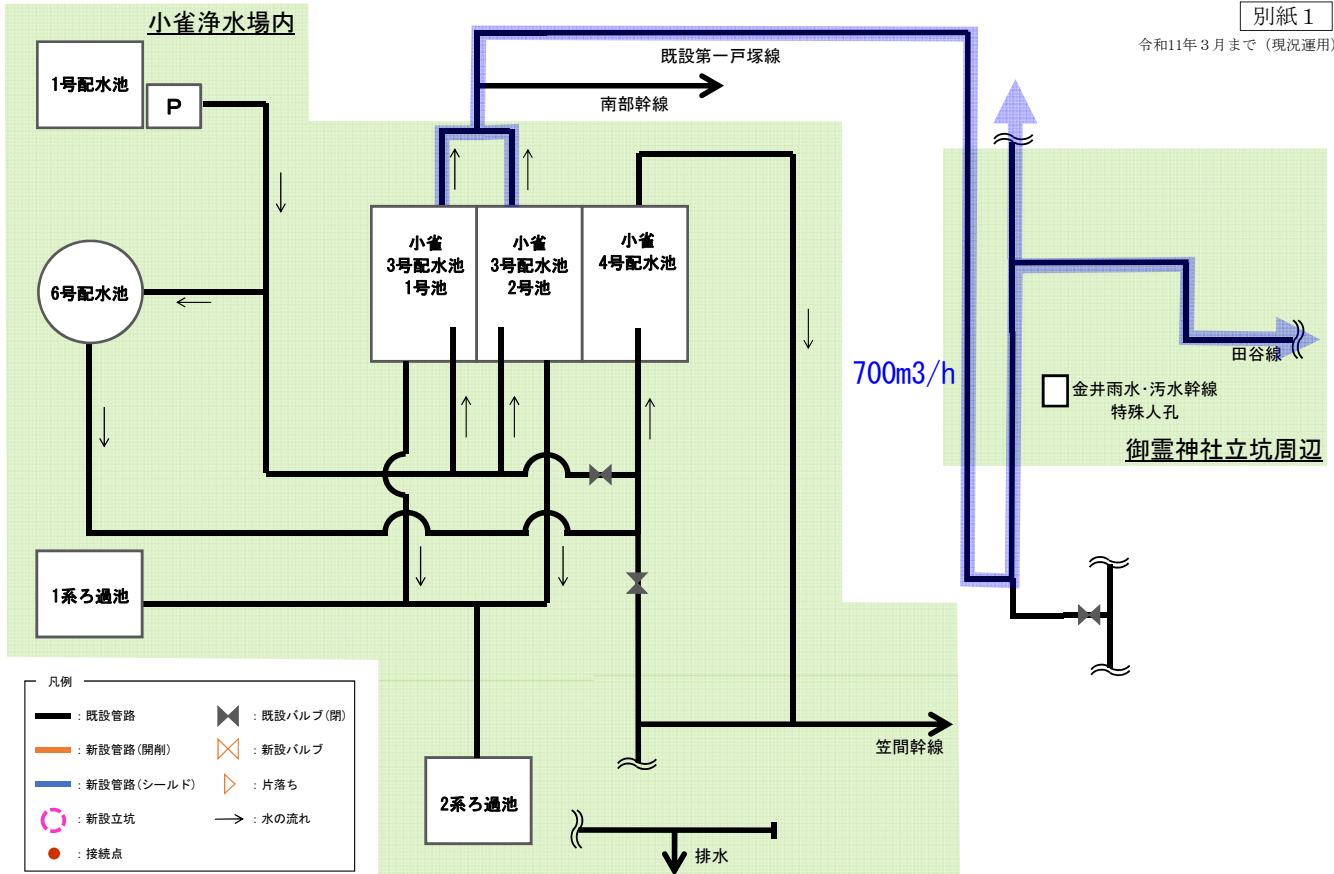 別紙１
令和11年３月まで（現況運用）
小雀浄水場内
1号配水池
P
既設第一戸塚線
南部幹線
小雀
3号配水池
1号池
小雀
3号配水池
2号池
小雀
4号配水池
6号配水池
700m3/h
田谷線
金井雨水・汚水幹線
特殊人孔
御霊神社立坑周辺
1系ろ過池
2系ろ過池
笠間幹線
排水
凡例
：既設管路
：既設バルブ(閉)
：新設管路(開削)
：新設バルブ
：新設管路(シールド)
：片落ち
：新設立坑
：水の流れ
：接続点